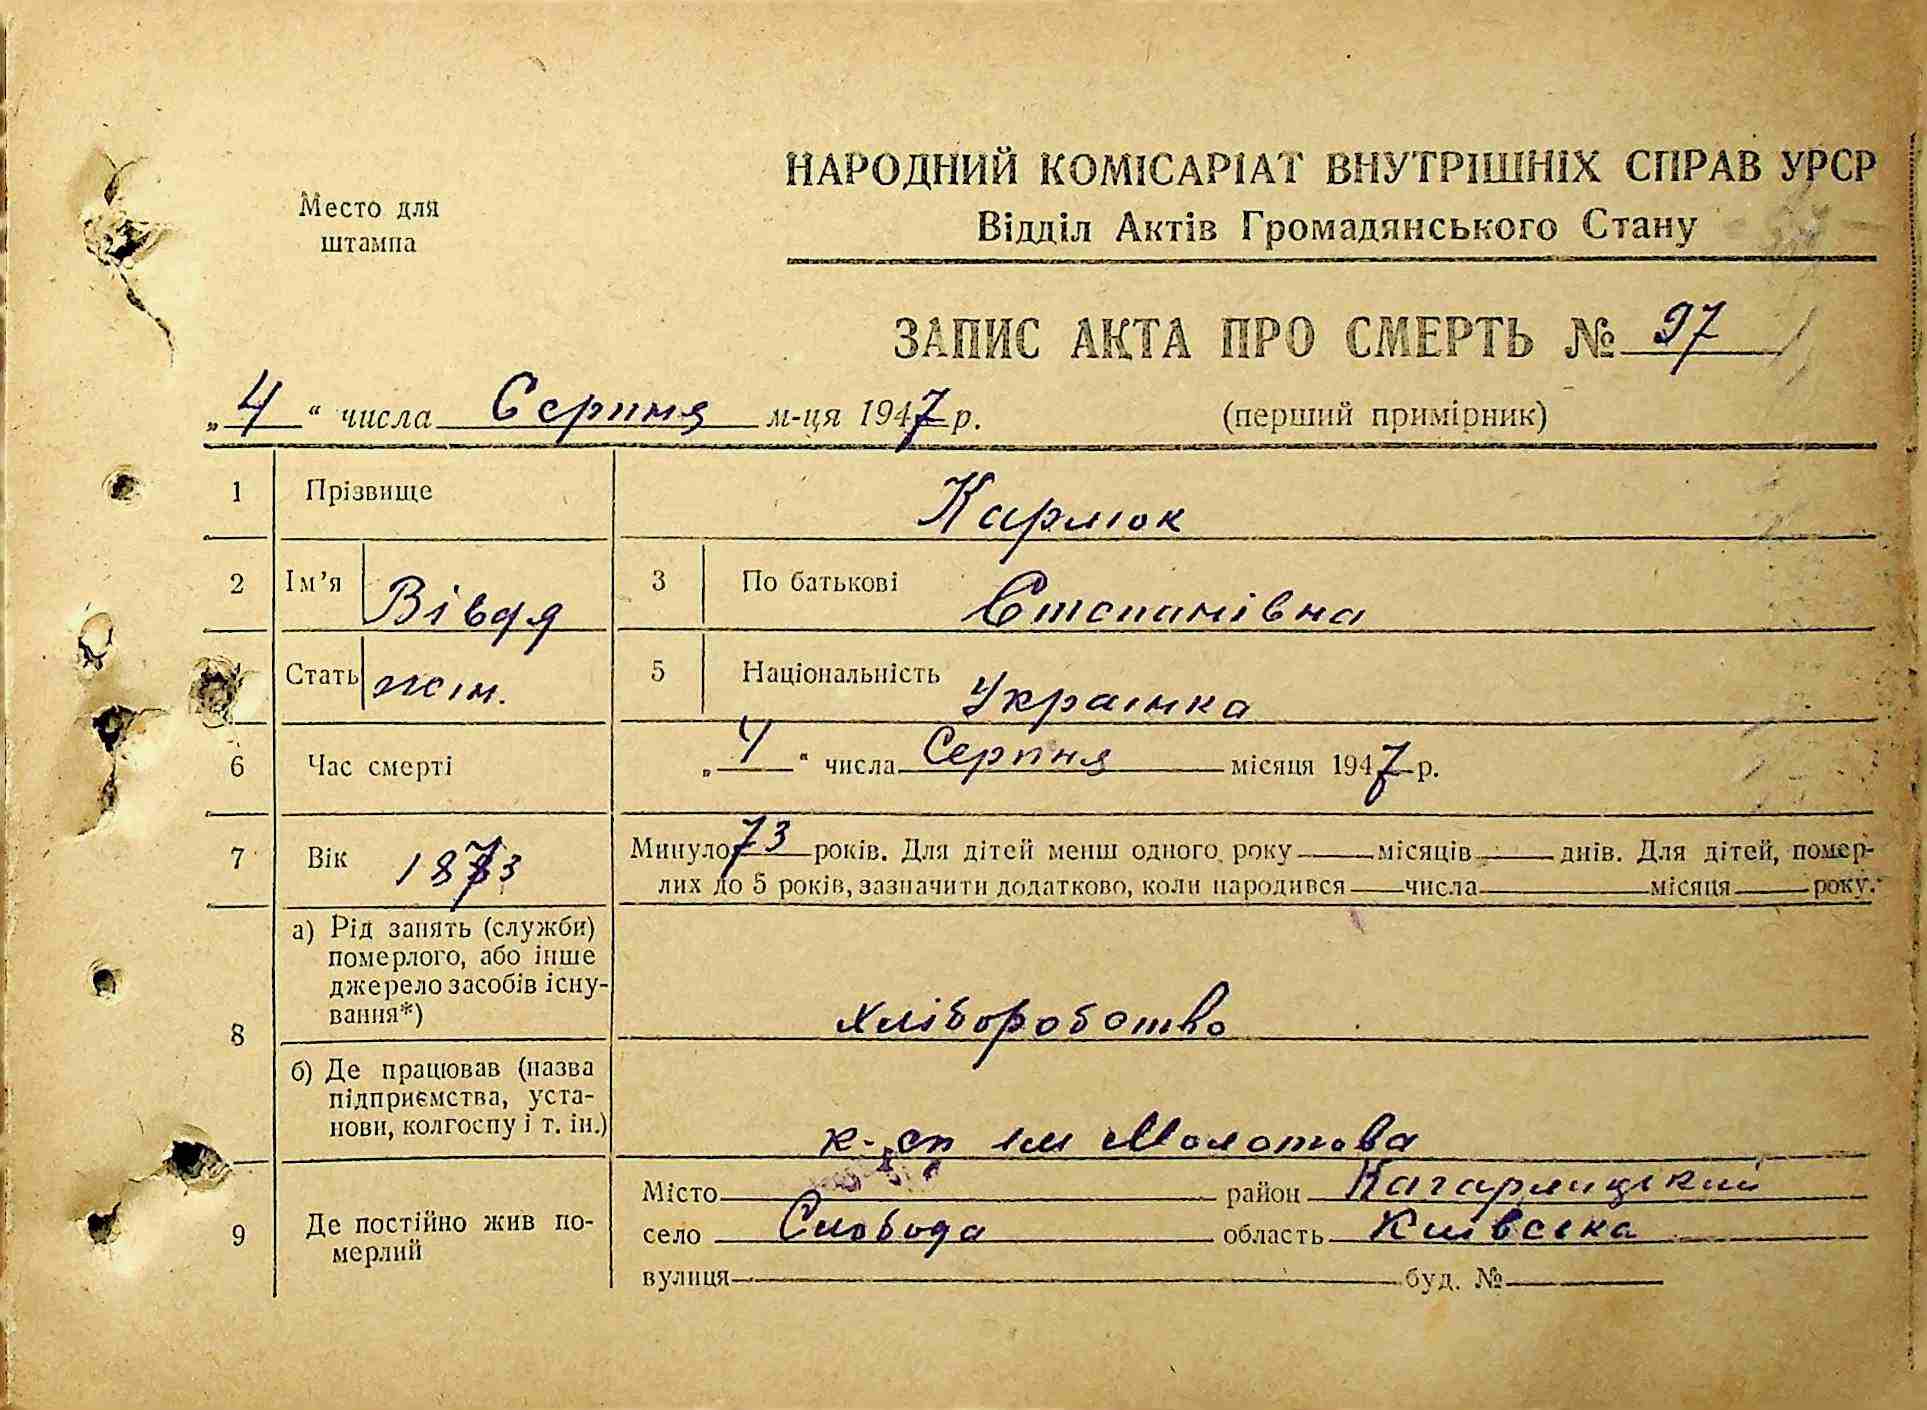 НАРОДНИЙ КОМІСАРІАТ ВНУТРІШНІХ СПРАВ УРСР
Место для
штампа
Відділ Актів Громадянського Стану
ЗАПИС АКТА ПРО СМЕРТЬ № 97
„4“ числа Серпня м-ця 1947 р. (перший примірник)
1 Прізвище Карлюк
2 Ім’я Вівдя 3 По батькові Степанівна
4 Стать жін. 5 Національність Украінка
6 Час смерті „4“ числа Серпня місяця 1947 р.
7 Вік 1873 Минуло 73 років. Для дітей менш одного року місяців днів. Для дітей, помер-
лих до 5 років, зазначити додатково, коли народився числа місяця року.
8 а) Рід занять (служби)
померлого, або інше
джерело засобів існу-
вання*) хлiборобство
б) Де працював (назва
підприємства, уста-
нови, колгоспу і т. ін.) к-сп ім Молотова
9 Де постійно жив по-
мерлий
Місто район Кагарлицький
село Слобода область Київська
вулиця буд. №